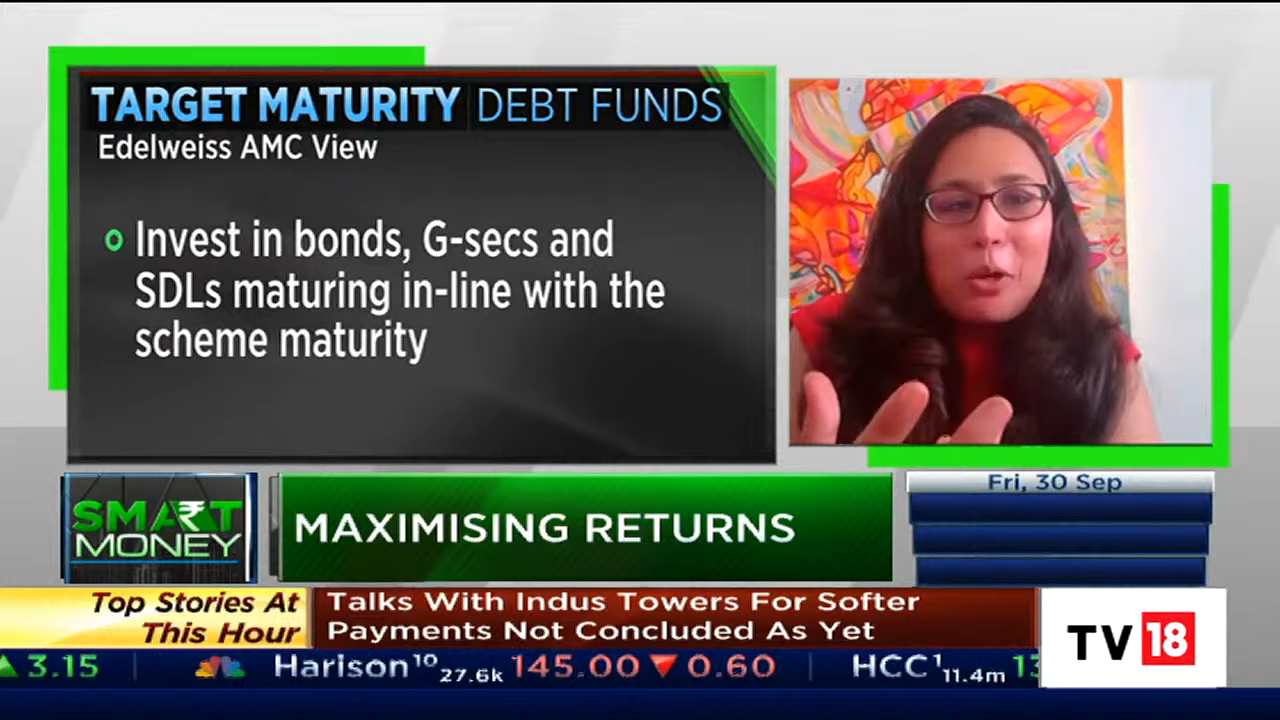 TARGET MATURITY DEBT FUNDS
Edelweiss AMC View
Invest in bonds, G-secs and
SDLs maturing in-line with the
scheme maturity
SMA₹T
MONEY
MAXIMISING RETURNS
Fri, 30 Sep
Top Stories At
This Hour
Talks With Indus Towers For Softer
Payments Not Concluded As Yet
TV18
3.15 Harison 10 27.6k 145.00 0.60 HCC 1 11.4m